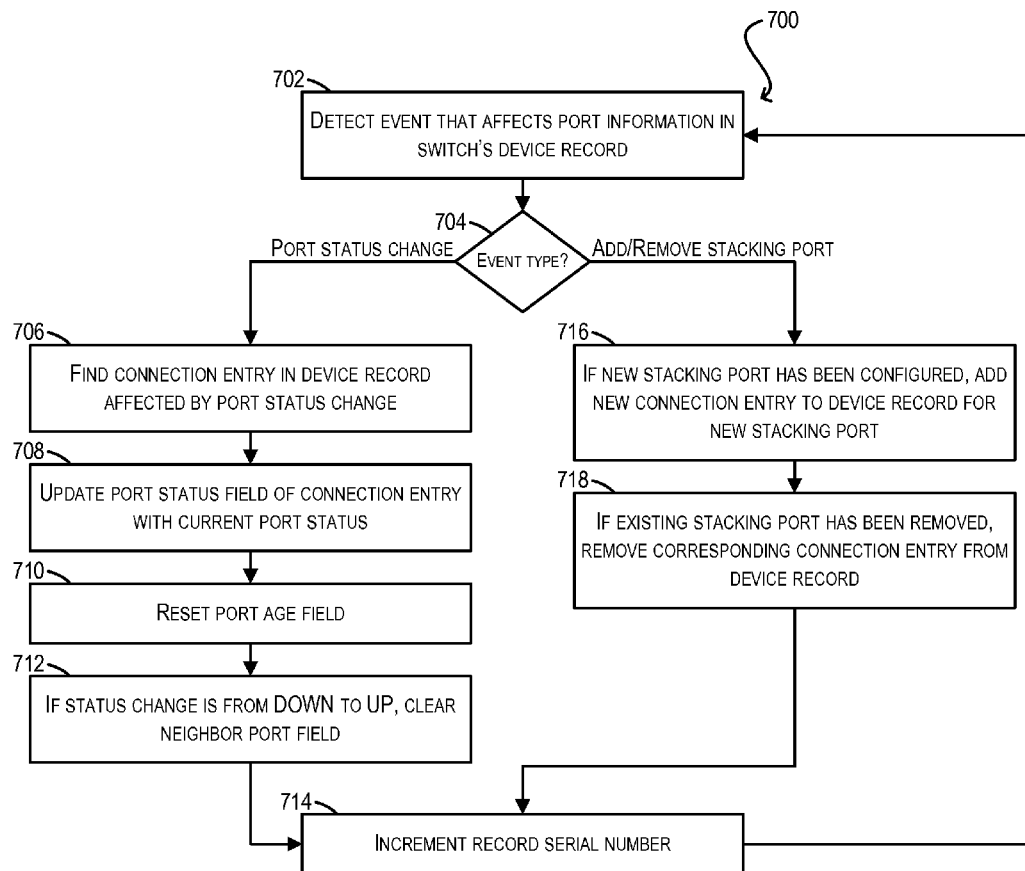 700
702
DETECT EVENT THAT AFFECTS PORT INFORMATION IN
SWITCH'S DEVICE RECORD
704
PORT STATUS CHANGE
EVENT TYPE?
ADD/REMOVE STACKING PORT
706
FIND CONNECTION ENTRY IN DEVICE RECORD
AFFECTED BY PORT STATUS CHANGE
708
UPDATE PORT STATUS FIELD OF CONNECTION ENTRY
WITH CURRENT PORT STATUS
710
RESET PORT AGE FIELD
712
IF STATUS CHANGE IS FROM DOWN TO UP, CLEAR
NEIGHBOR PORT FIELD
716
IF NEW STACKING PORT HAS BEEN CONFIGURED, ADD
NEW CONNECTION ENTRY TO DEVICE RECORD FOR
NEW STACKING PORT
718
IF EXISTING STACKING PORT HAS BEEN REMOVED,
REMOVE CORRESPONDING CONNECTION ENTRY FROM
DEVICE RECORD
714
INCREMENT RECORD SERIAL NUMBER